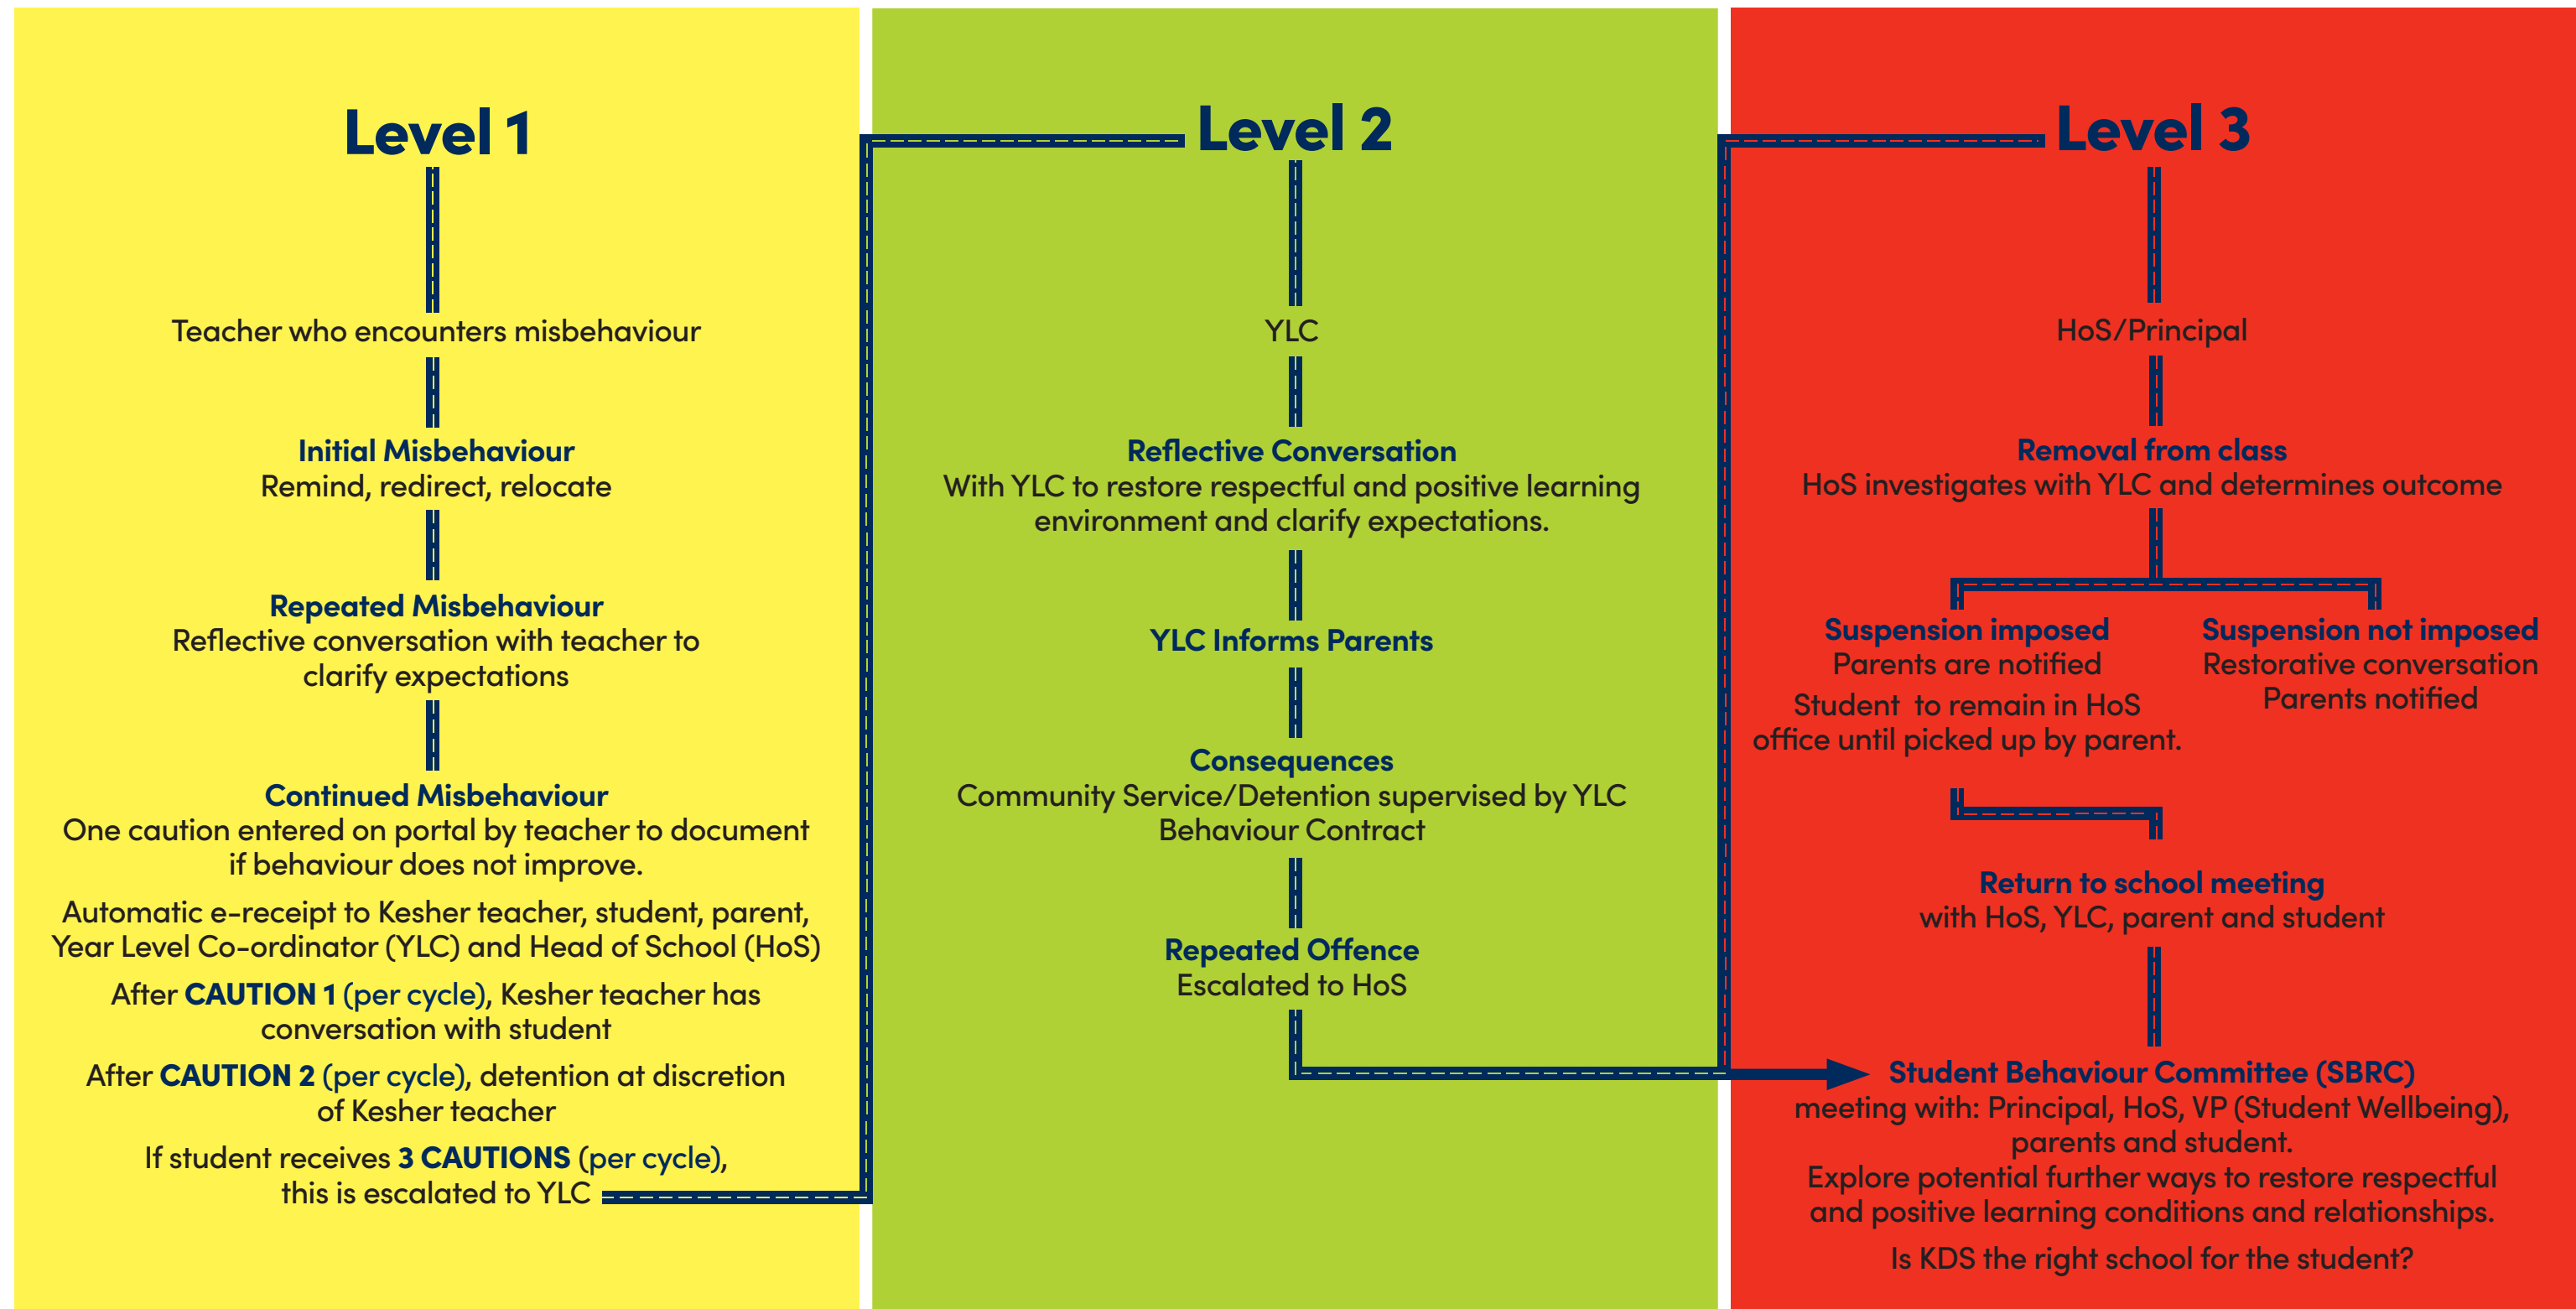 Level 1
Teacher who encounters misbehaviour
Initial Misbehaviour
Remind, redirect, relocate
Repeated Misbehaviour
Reflective conversation with teacher to
clarify expectations
Continued Misbehaviour
One caution entered on portal by teacher to document
if behaviour does not improve.
Automatic e-receipt to Kesher teacher, student, parent,
Year Level Co-ordinator (YLC) and Head of School (HoS)
After CAUTION 1 (per cycle), Kesher teacher has
conversation with student
After CAUTION 2 (per cycle), detention at discretion
of Kesher teacher
If student receives 3 CAUTIONS (per cycle),
this is escalated to YLC
Level 2
YLC
Reflective Conversation
With YLC to restore respectful and positive learning
environment and clarify expectations.
YLC Informs Parents
Consequences
Community Service/Detention supervised by YLC
Behaviour Contract
Repeated Offence
Escalated to HoS
Level 3
HoS/Principal
Removal from class
HoS investigates with YLC and determines outcome
Suspension imposed
Parents are notified
Student to remain in HoS
office until picked up by parent.
Suspension not imposed
Restorative conversation
Parents notified
Return to school meeting
with HoS, YLC, parent and student
Student Behaviour Committee (SBRC)
meeting with: Principal, HoS, VP (Student Wellbeing),
parents and student.
Explore potential further ways to restore respectful
and positive learning conditions and relationships.
Is KDS the right school for the student?